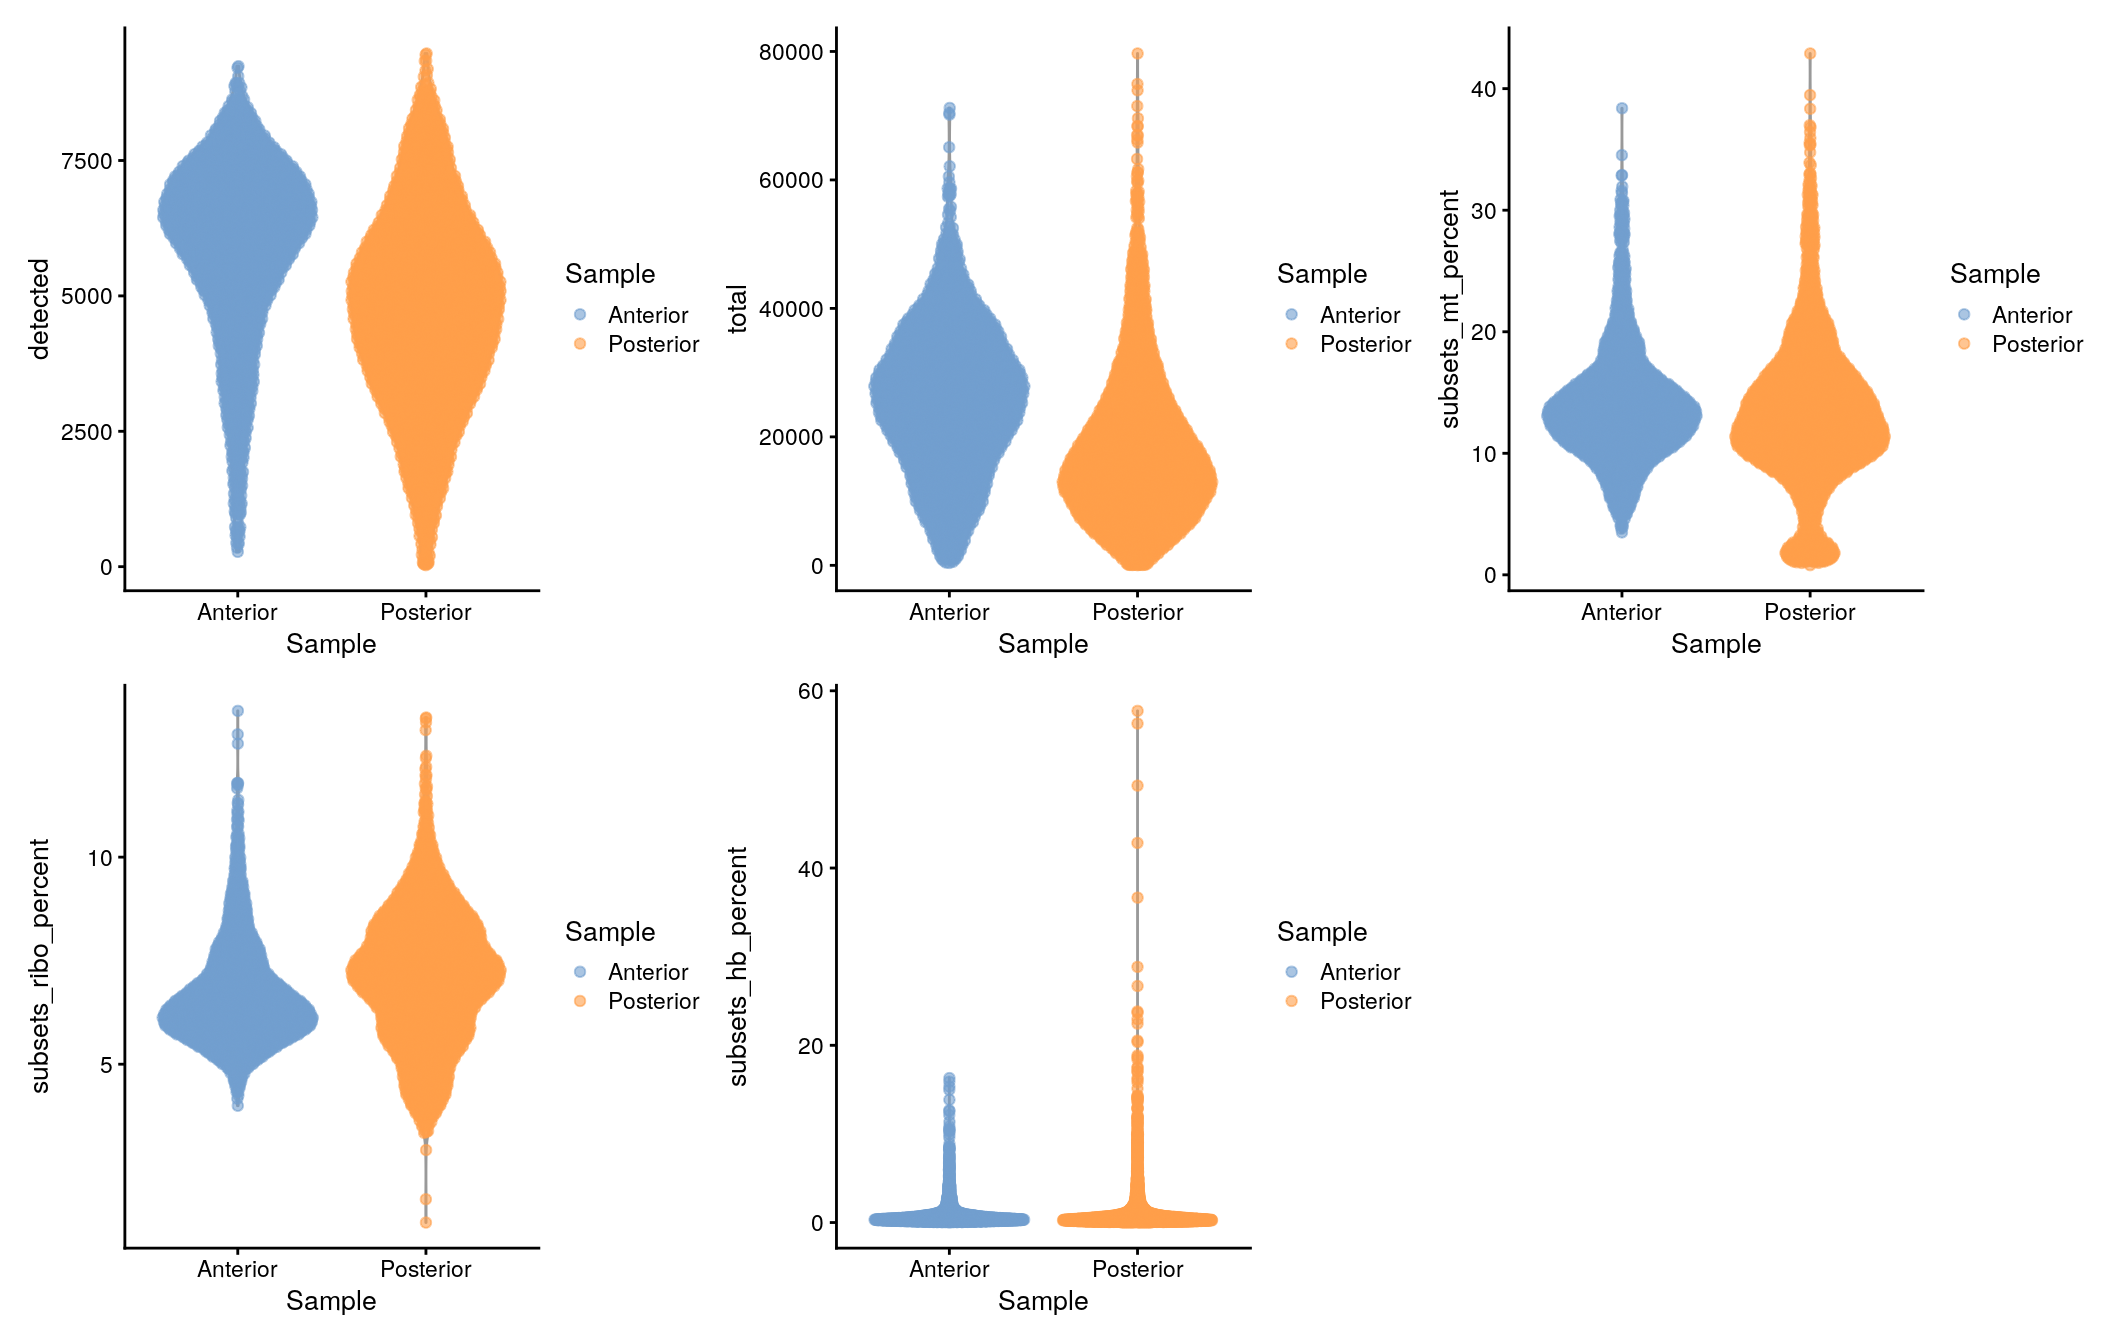 detected
7500
5000
2500
0
Anterior
Posterior
Sample
Sample
Anterior
Posterior
total
80000
60000
40000
20000
0
Anterior
Posterior
Sample
Sample
Anterior
Posterior
subsets_mt_percent
40
30
20
10
0
Anterior
Posterior
Sample
Sample
Anterior
Posterior
subsets_ribo_percent
10
5
Anterior
Posterior
Sample
Sample
Anterior
Posterior
subsets_hb_percent
60
40
20
0
Anterior
Posterior
Sample
Sample
Anterior
Posterior